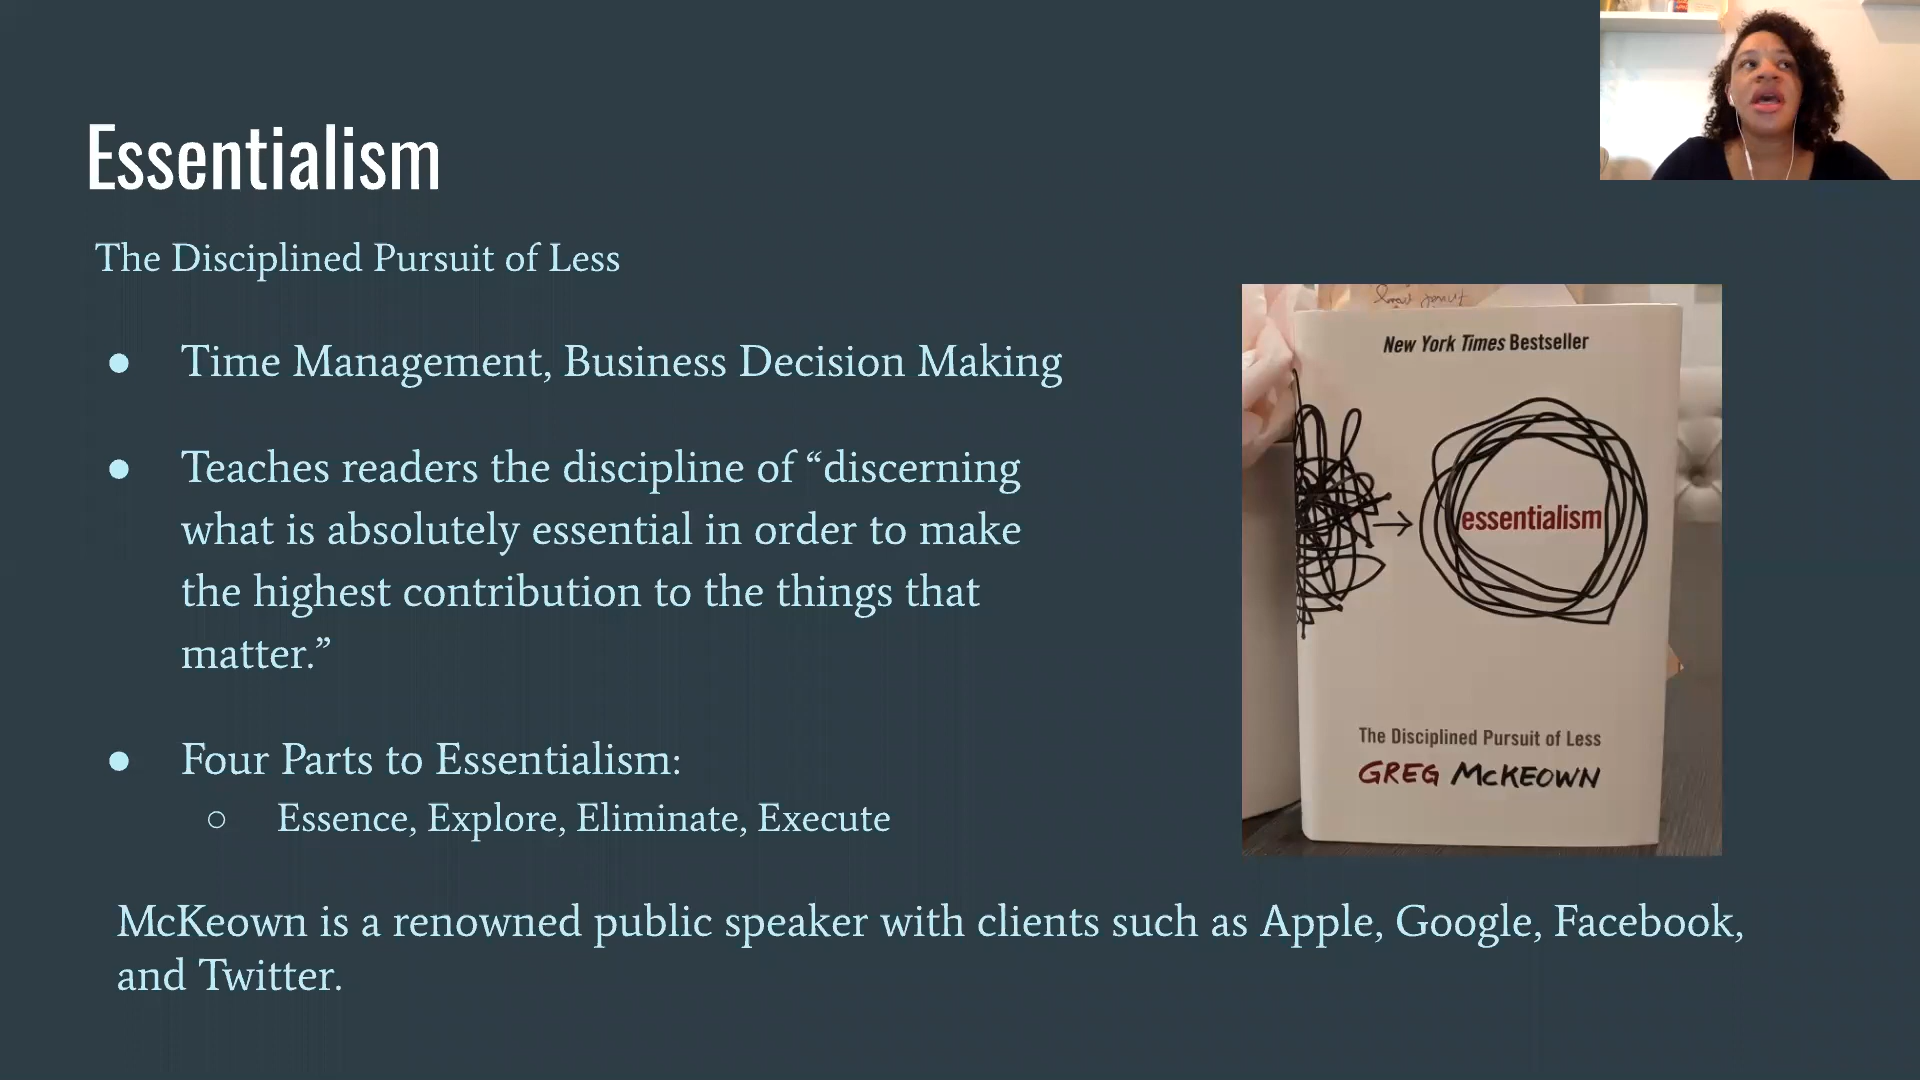 Essentialism
The Disciplined Pursuit of Less
● Time Management, Business Decision Making
● Teaches readers the discipline of “discerning
what is absolutely essential in order to make
the highest contribution to the things that
matter.”
● Four Parts to Essentialism:
○ Essence, Explore, Eliminate, Execute
McKeown is a renowned public speaker with clients such as Apple, Google, Facebook,
and Twitter.
New York Times Bestseller
essentialism
The Disciplined Pursuit of Less
GREG MCKEOWN